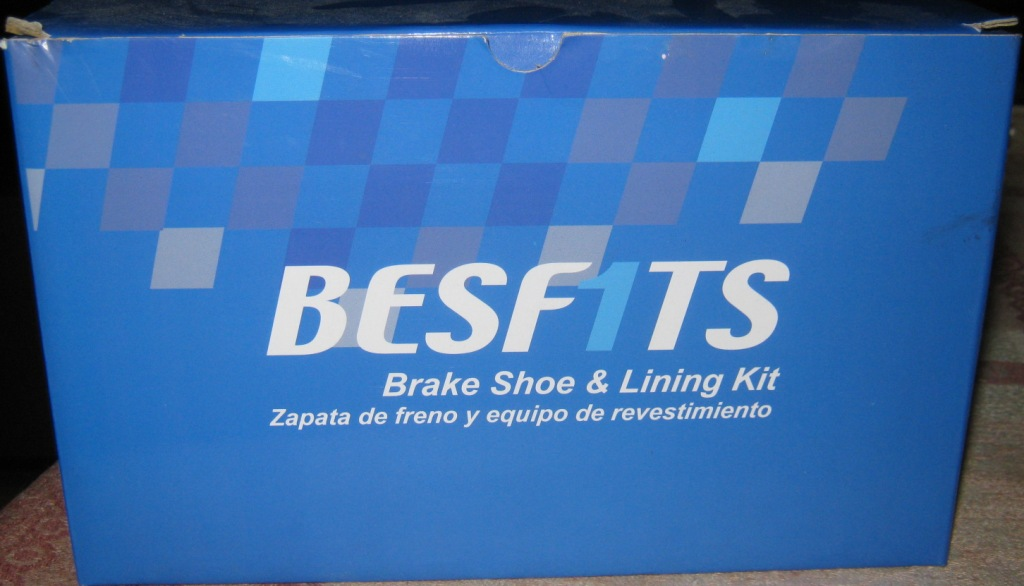 BESF1TS
Brake Shoe & Lining Kit
Zapata de freno y equipo de revestimiento